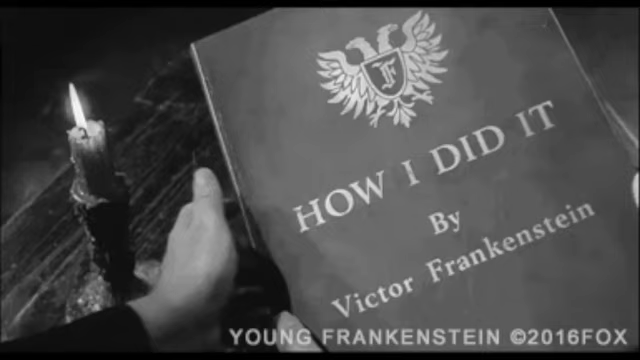 F
HOW I DID IT
By
Victor Frankenstein
YOUNG FRANKENSTEIN ©2016FOX